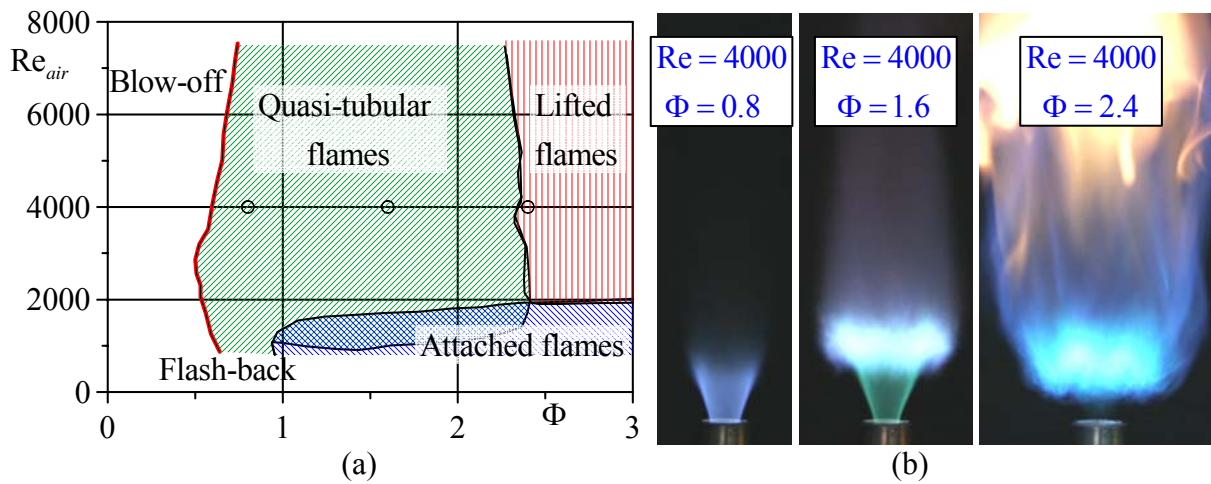 8000
Re_air
Blow-off
6000
Quasi-tubular
flames
Lifted
flames
4000
2000
Attached flames
Flash-back
0
0 1 2 Φ 3
(a)
Re = 4000
Φ = 0.8
Re = 4000
Φ = 1.6
Re = 4000
Φ = 2.4
(b)